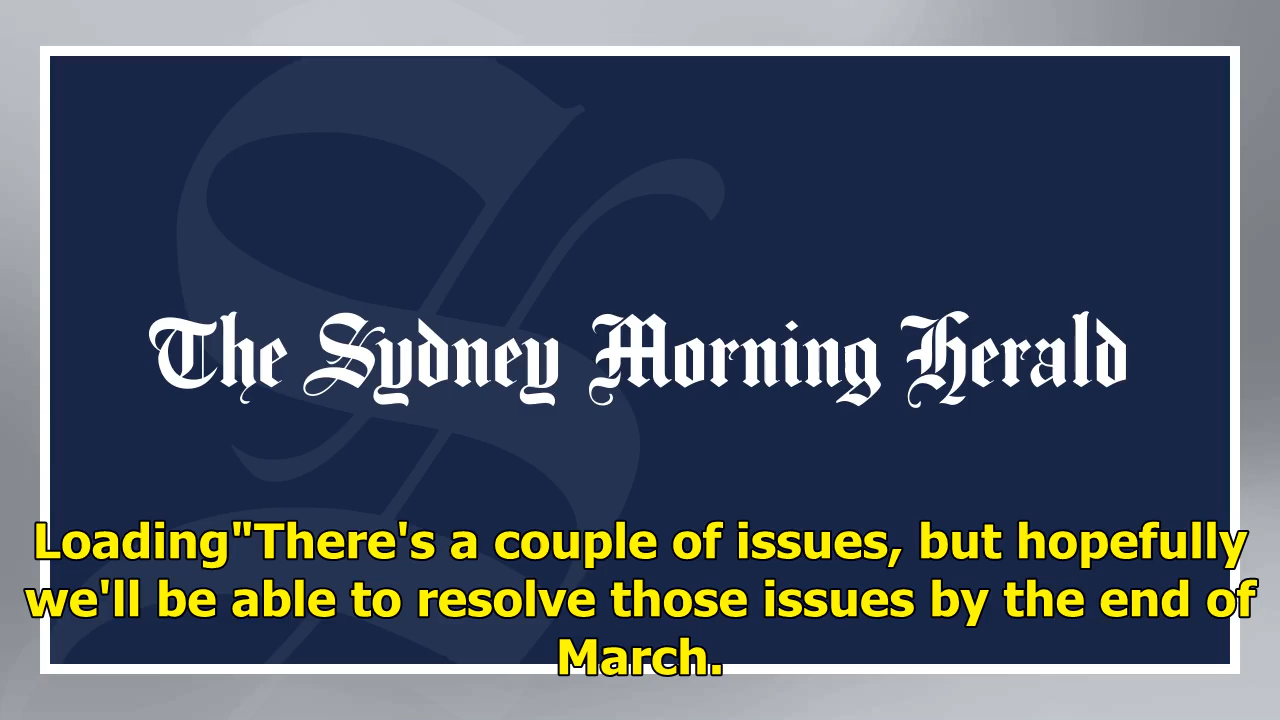 The Sydney Morning Herald
Loading"There's a couple of issues, but hopefully
we'll be able to resolve those issues by the end of
March.